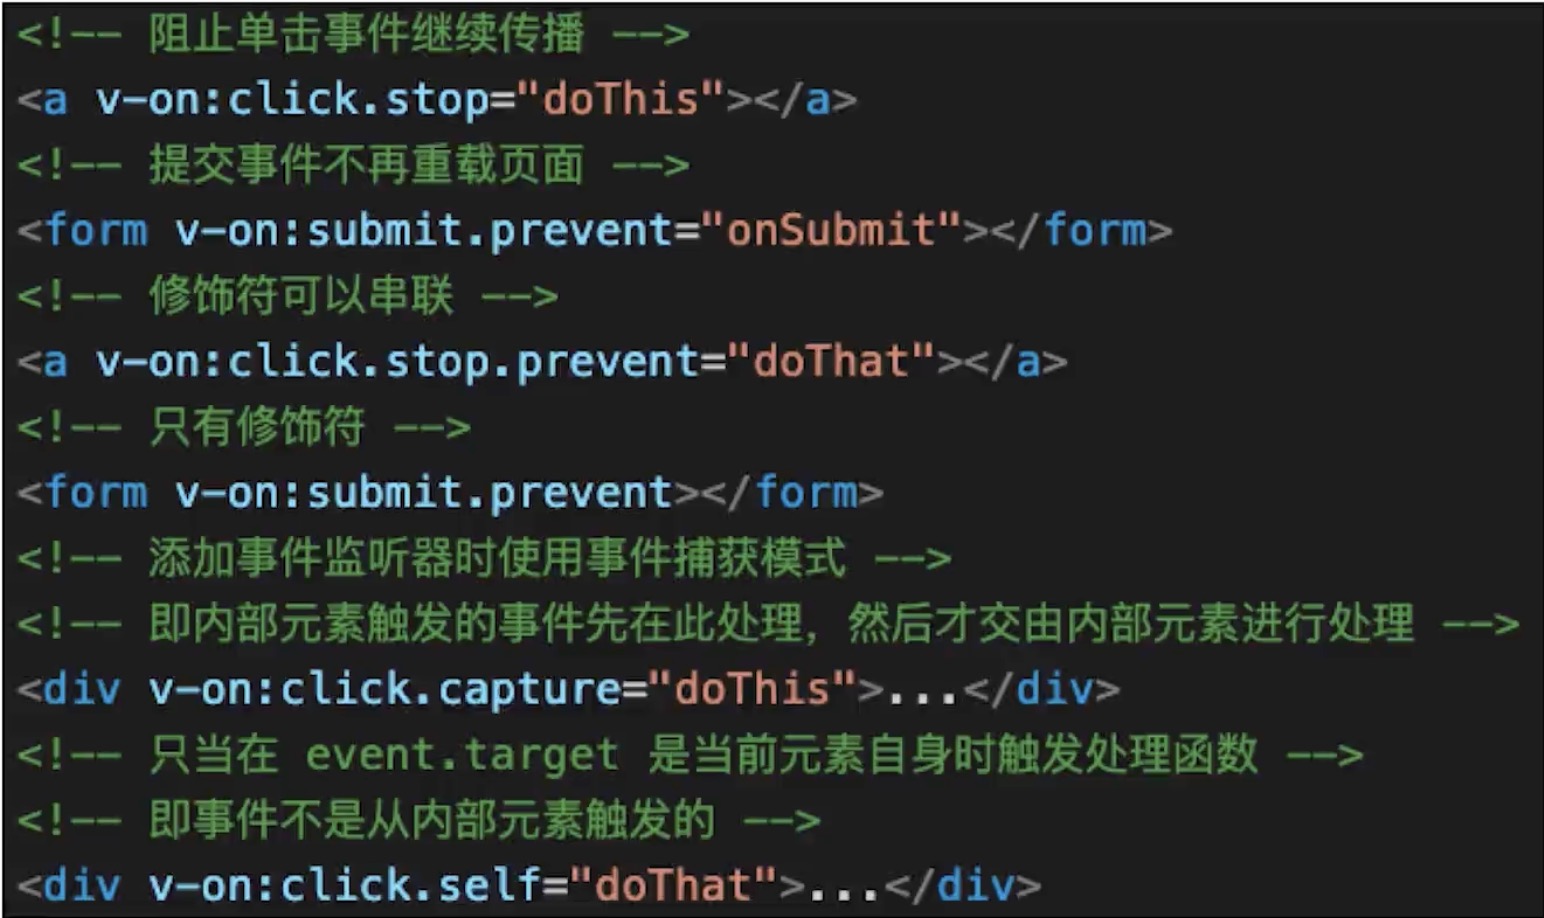 <!-- 阻止单击事件继续传播 -->
<a v-on:click.stop="doThis"></a>
<!-- 提交事件不再重载页面 -->
<form v-on:submit.prevent="onSubmit"></form>
<!-- 修饰符可以串联 -->
<a v-on:click.stop.prevent="doThat"></a>
<!-- 只有修饰符 -->
<form v-on:submit.prevent></form>
<!-- 添加事件监听器时使用事件捕获模式 -->
<!-- 即内部元素触发的事件先在此处理，然后才交由内部元素进行处理 -->
<div v-on:click.capture="doThis">...</div>
<!-- 只当在 event.target 是当前元素自身时触发处理函数 -->
<!-- 即事件不是从内部元素触发的 -->
<div v-on:click.self="doThat">...</div>